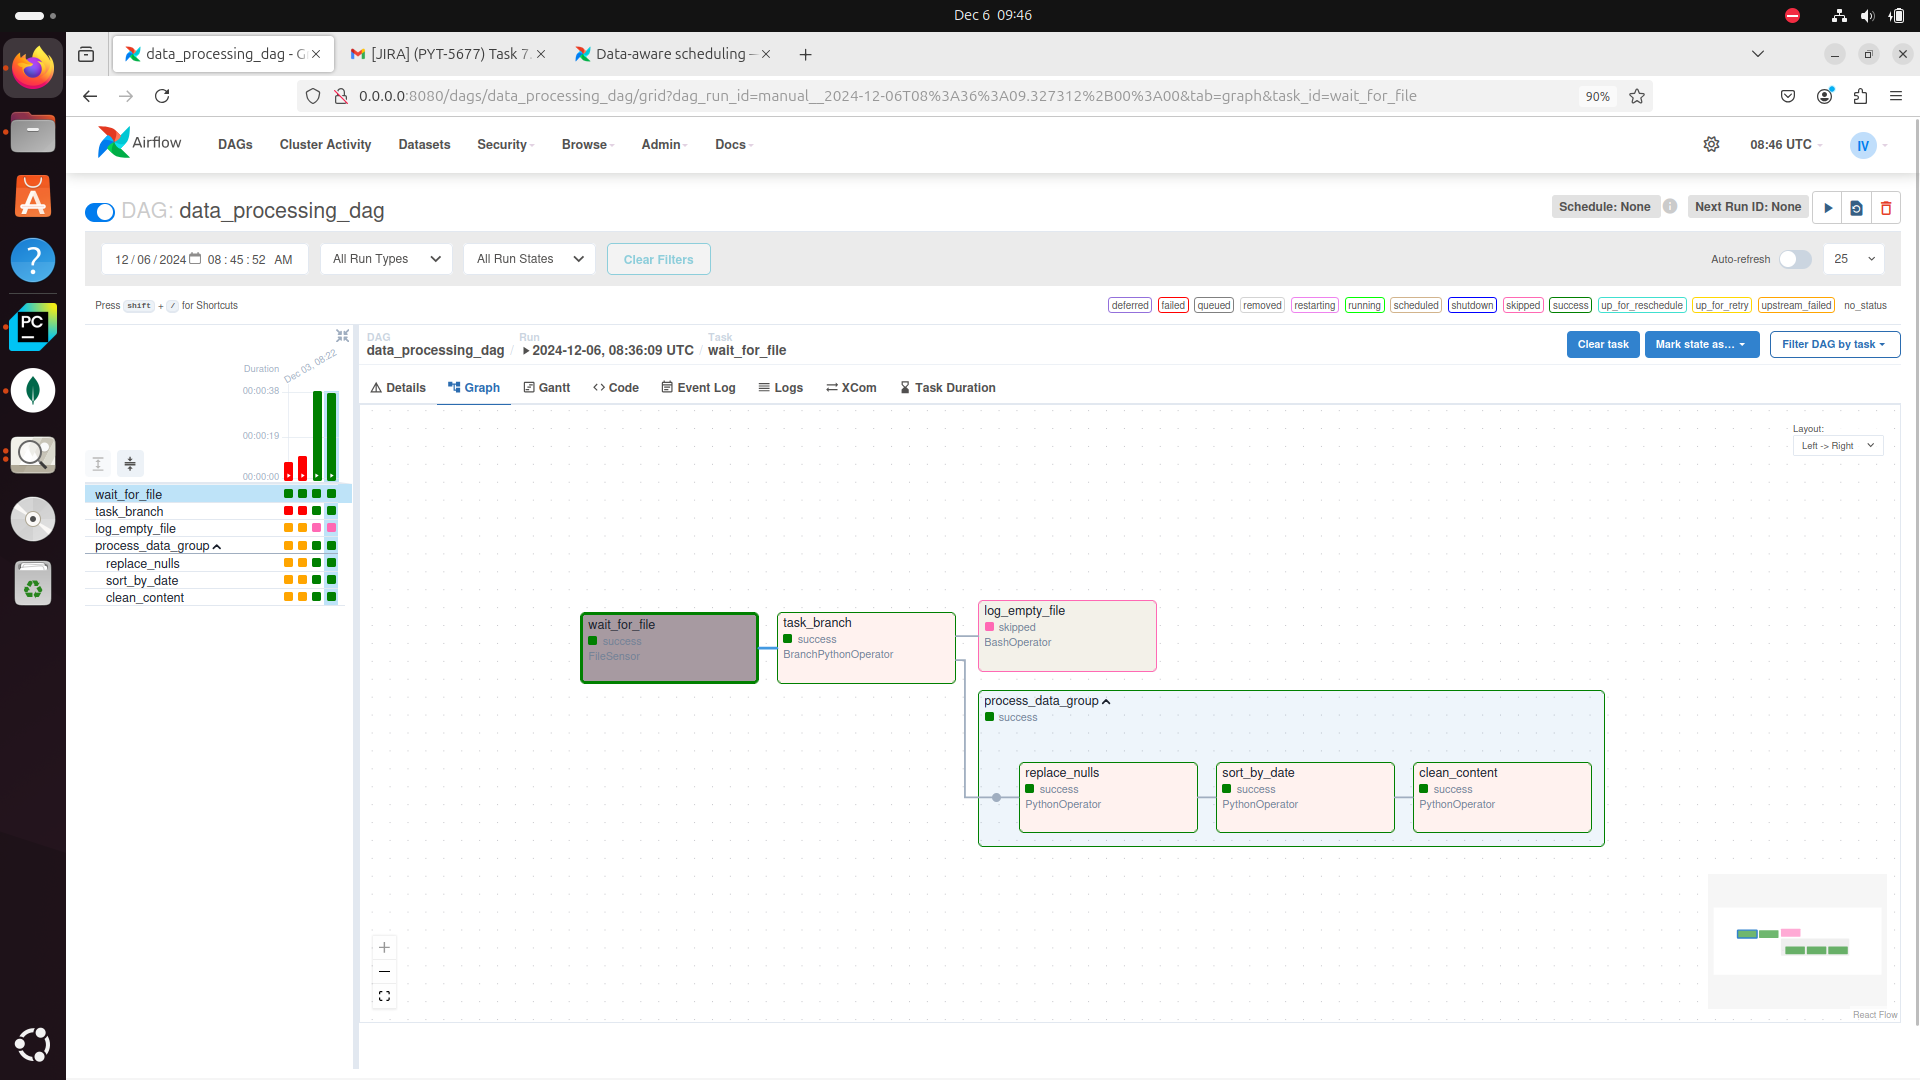 Dec 6 09:46
data_processing_dag - G
[JIRA] (PYT-5677) Task 7.
Data-aware scheduling —
0.0.0.0:8080/dags/data_processing_dag/grid?dag_run_id=manual__2024-12-06T08%3A36%3A09.327312%2B00%3A00&tab=graph&task_id=wait_for_file
90%
Airflow
DAGs
Cluster Activity
Datasets
Security
Browse
Admin
Docs
08:46 UTC
IV
DAG: data_processing_dag
Schedule: None
Next Run ID: None
12/06/2024 08:45:52 AM
All Run Types
All Run States
Clear Filters
Auto-refresh
25
Press shift + / for Shortcuts
deferred
failed
queued
removed
restarting
running
scheduled
shutdown
skipped
success
up_for_reschedule
up_for_retry
upstream_failed
no_status
DAG
data_processing_dag
/
Run
2024-12-06, 08:36:09 UTC
/
Task
wait_for_file
Clear task
Mark state as...
Filter DAG by task
Duration
Dec 03, 08:22
00:00:38
00:00:19
00:00:00
wait_for_file
task_branch
log_empty_file
process_data_group
replace_nulls
sort_by_date
clean_content
Details
Graph
Gantt
Code
Event Log
Logs
XCom
Task Duration
Layout:
Left -> Right
wait_for_file
success
FileSensor
task_branch
success
BranchPythonOperator
log_empty_file
skipped
BashOperator
process_data_group
success
replace_nulls
success
PythonOperator
sort_by_date
success
PythonOperator
clean_content
success
PythonOperator
React Flow
PC